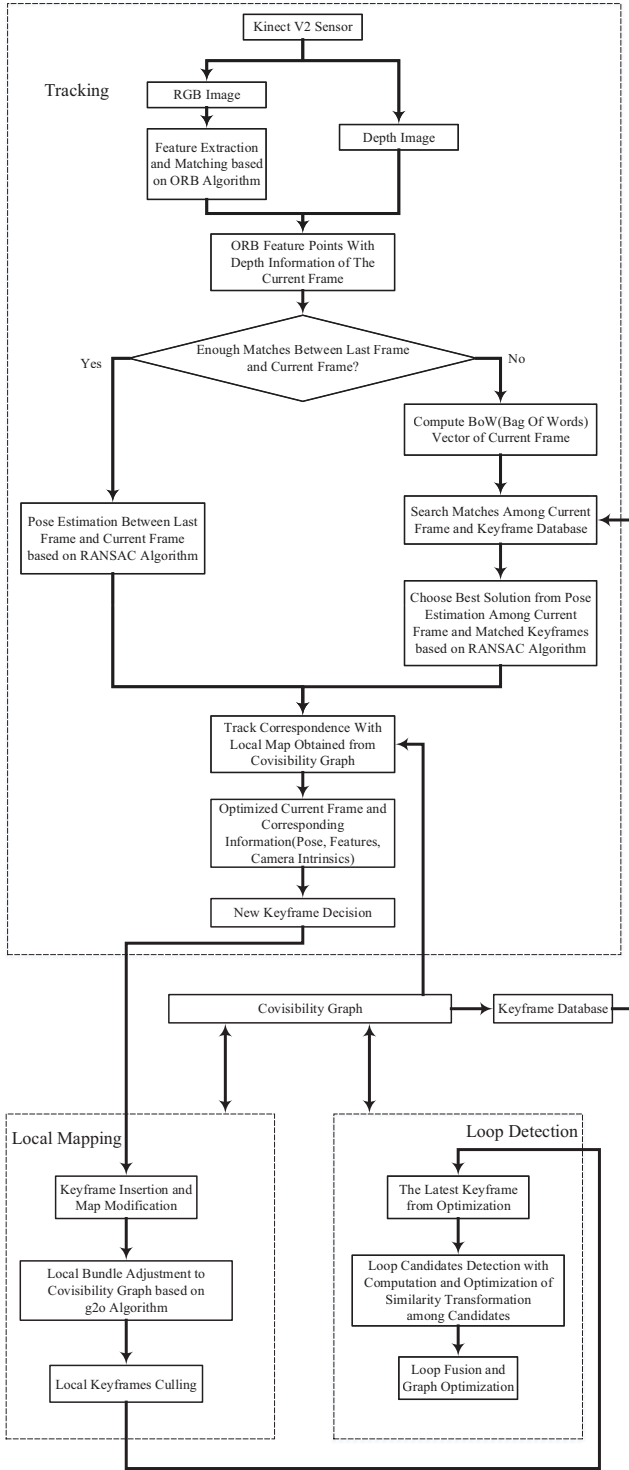 Kinect V2 Sensor
Tracking
RGB Image
Depth Image
Feature Extraction
and Matching based
on ORB Algorithm
ORB Feature Points With
Depth Information of The
Current Frame
Enough Matches Between Last Frame
and Current Frame?
Yes
No
Compute BoW(Bag Of Words)
Vector of Current Frame
Pose Estimation Between Last
Frame and Current Frame
based on RANSAC Algorithm
Search Matches Among Current
Frame and Keyframe Database
Choose Best Solution from Pose
Estimation Among Current
Frame and Matched Keyframes
based on RANSAC Algorithm
Track Correspondence With
Local Map Obtained from
Covisibility Graph
Optimized Current Frame and
Corresponding
Information(Pose, Features,
Camera Intrinsics)
New Keyframe Decision
Covisibility Graph
Keyframe Database
Local Mapping
Keyframe Insertion and
Map Modification
Local Bundle Adjustment to
Covisibility Graph based on
g2o Algorithm
Local Keyframes Culling
Loop Detection
The Latest Keyframe
from Optimization
Loop Candidates Detection with
Computation and Optimization of
Similarity Transformation
among Candidates
Loop Fusion and
Graph Optimization